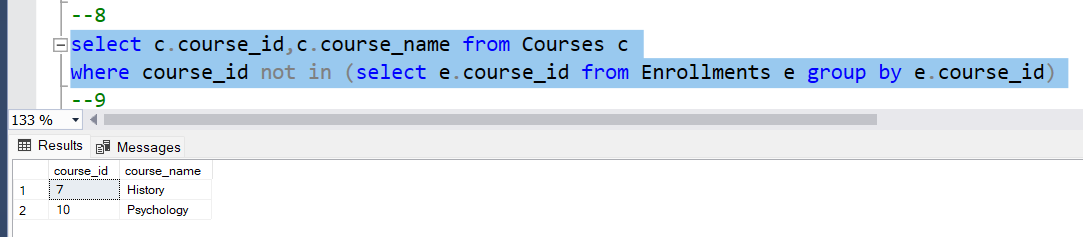 --8
select c.course_id,c.course_name from Courses c
where course_id not in (select e.course_id from Enrollments e group by e.course_id)
--9
133 %
Results Messages
course_id course_name
1 7 History
2 10 Psychology